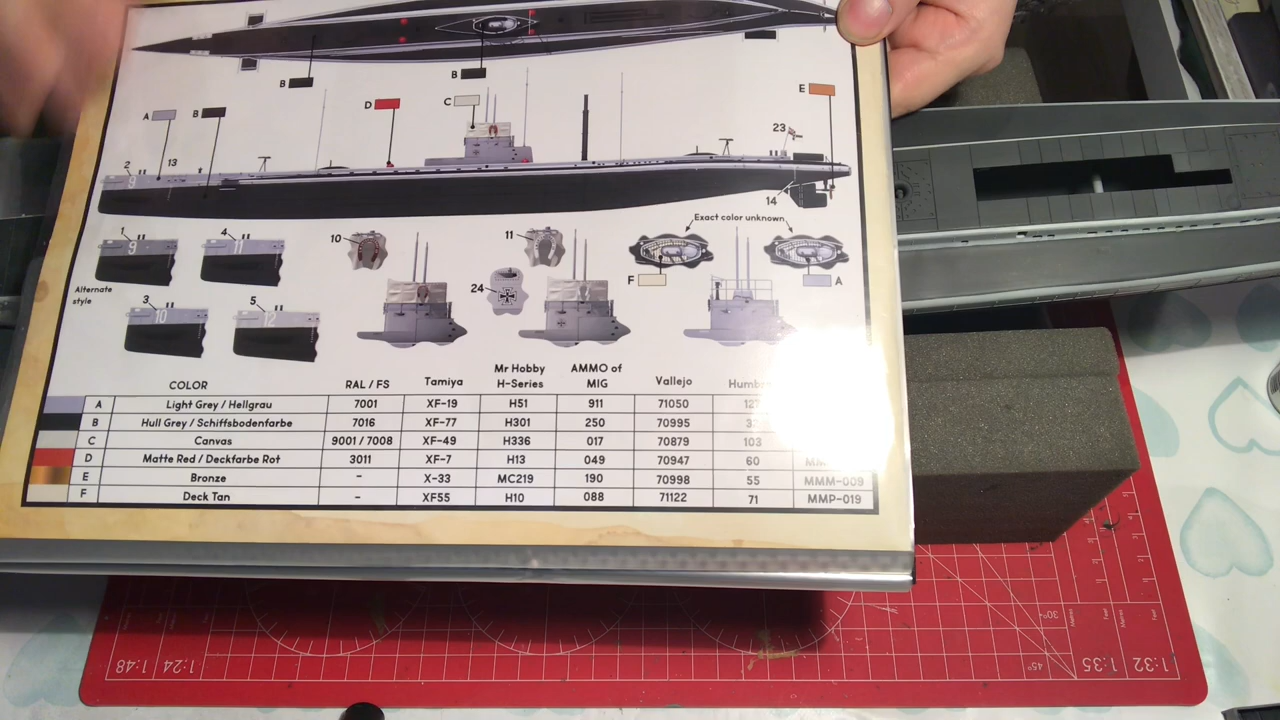 B
B
A
B
D
C
E
2
9
13
23
14
Exact color unknown
1
9
4
11
10
11
24
F
A
Alternate
style
3
10
5
12
COLOR RAL / FS Tamiya Mr Hobby H-Series AMMO of MIG Vallejo
A Light Grey / Hellgrau 7001 XF-19 H51 911 71050
B Hull Grey / Schiffsbodenfarbe 7016 XF-77 H301 250 70995
C Canvas 9001 / 7008 XF-49 H336 017 70879 103
D Matte Red / Deckfarbe Rot 3011 XF-7 H13 049 70947 60
E Bronze - X-33 MC219 190 70998 55 MMM-009
F Deck Tan - XF55 H10 088 71122 71 MMP-019
1:48
1:24
30°
45°
1:35
1:32